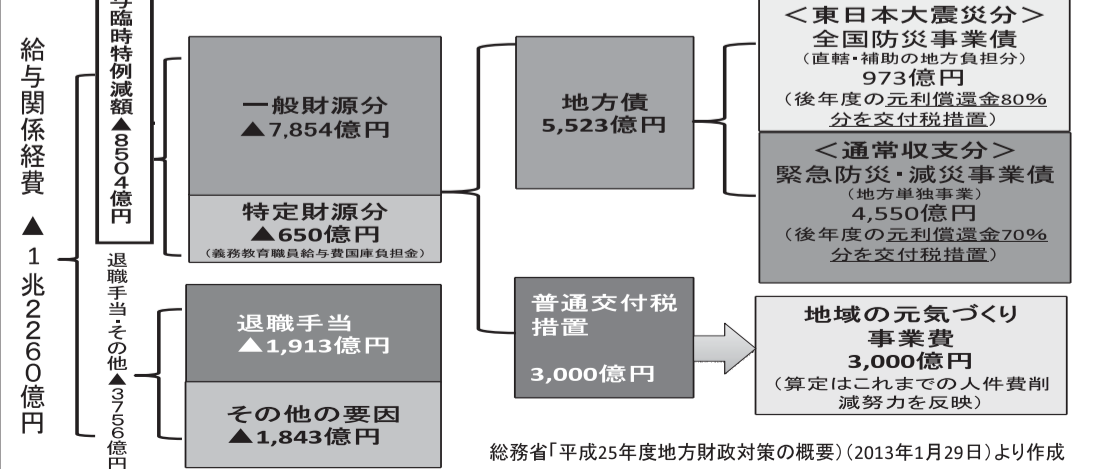 給与関係経費 ▲1兆2260億円
与臨時特例減額▲8504億円
退職手当・その他▲3756億円
一般財源分
▲7,854億円
特定財源分
▲650億円
(義務教育職員給与費国庫負担金)
退職手当
▲1,913億円
その他の要因
▲1,843億円
地方債
5,523億円
普通交付税
措置
3,000億円
＜東日本大震災分＞
全国防災事業債
(直轄・補助の地方負担分)
973億円
(後年度の元利償還金80%
分を交付税措置)
＜通常収支分＞
緊急防災・減災事業債
(地方単独事業)
4,550億円
(後年度の元利償還金70%
分を交付税措置)
地域の元気づくり
事業費
3,000億円
(算定はこれまでの人件費削
減努力を反映)
総務省「平成25年度地方財政対策の概要」(2013年1月29日)より作成